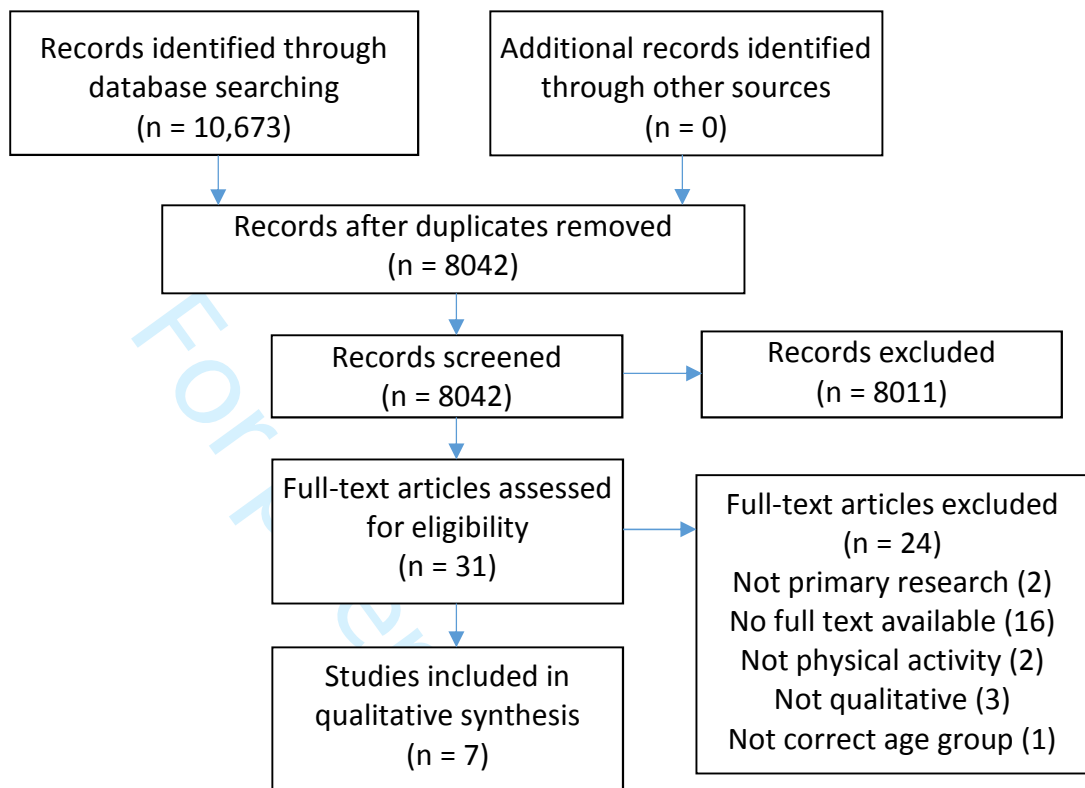 Records identified through
database searching
(n = 10,673)
Additional records identified
through other sources
(n = 0)
Records after duplicates removed
(n = 8042)
Records screened
(n = 8042)
Records excluded
(n = 8011)
Full-text articles assessed
for eligibility
(n = 31)
Full-text articles excluded
(n = 24)
Not primary research (2)
No full text available (16)
Not physical activity (2)
Not qualitative (3)
Not correct age group (1)
Studies included in
qualitative synthesis
(n = 7)
For